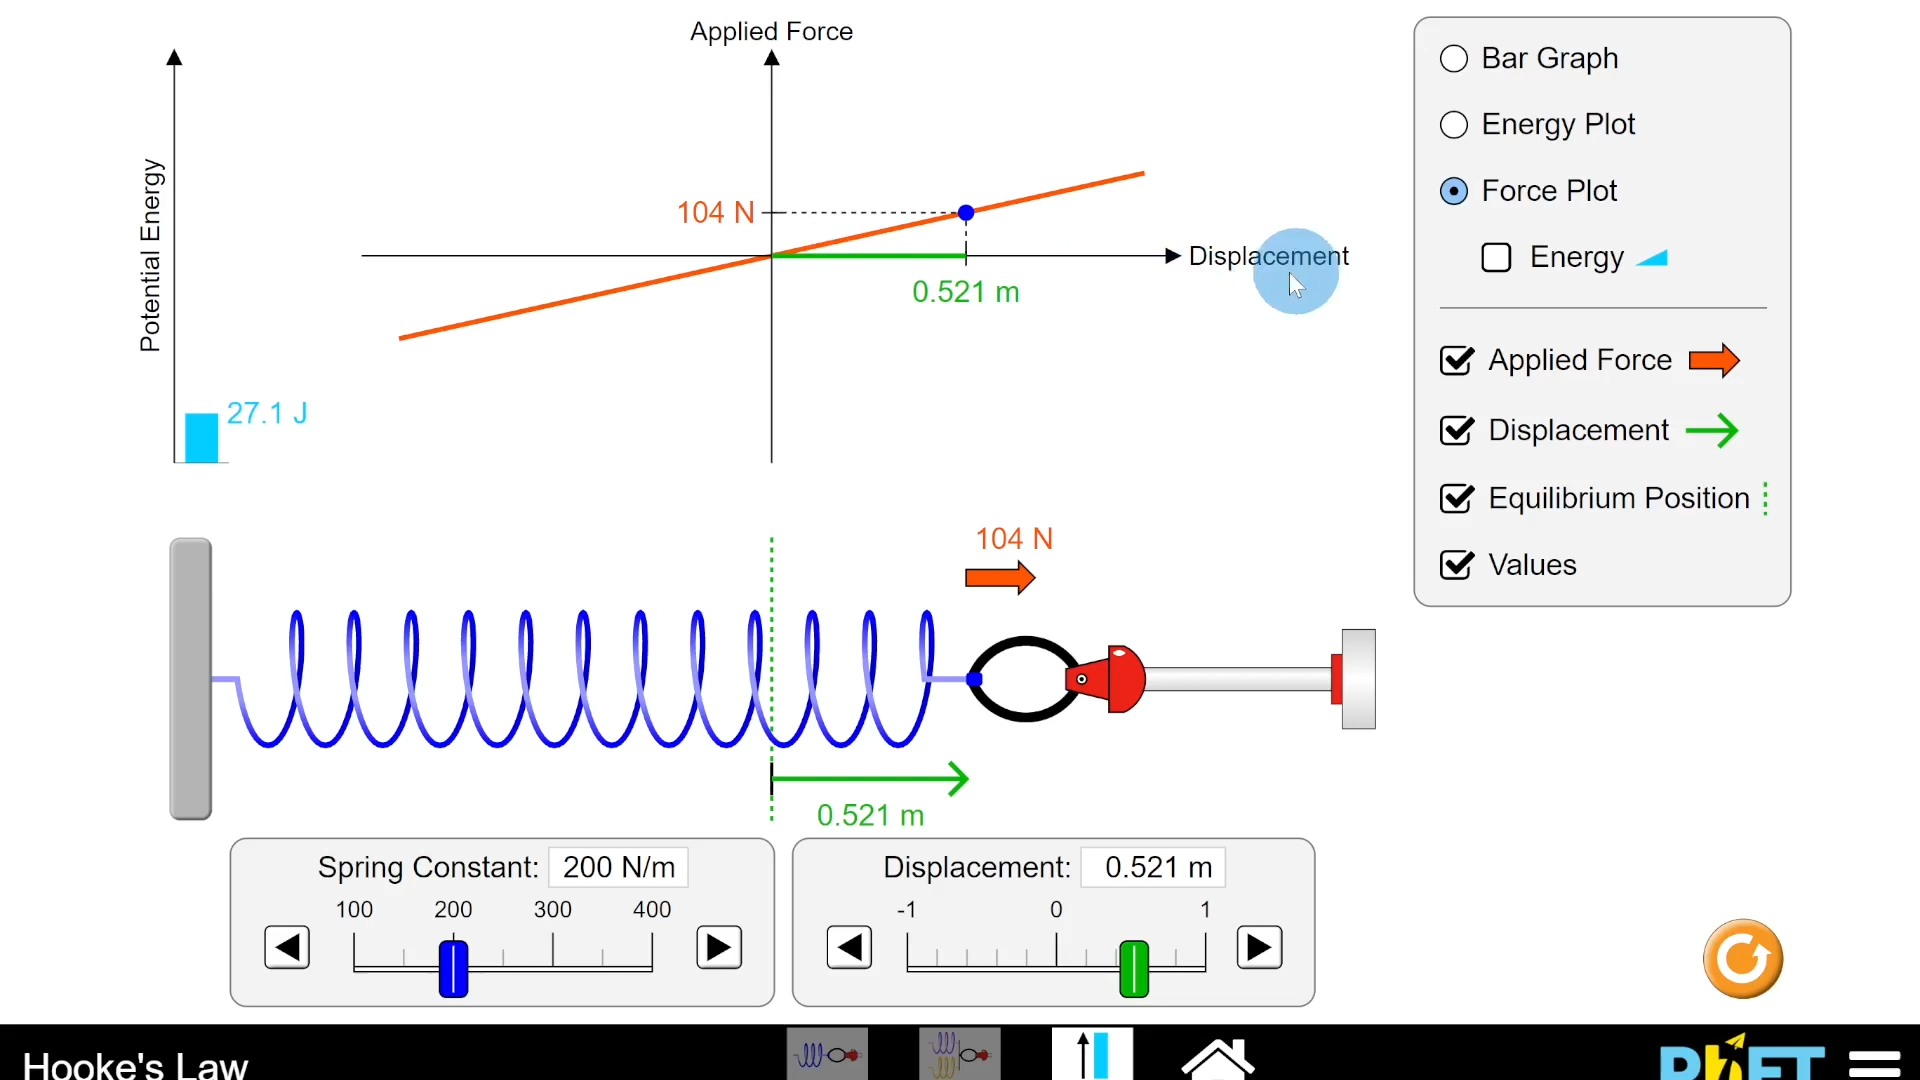 Applied Force
Potential Energy
104 N
Displacement
0.521 m
27.1 J
Bar Graph
Energy Plot
Force Plot
Energy
Applied Force
Displacement
Equilibrium Position
Values
104 N
0.521 m
Spring Constant: 200 N/m
100 200 300 400
Displacement: 0.521 m
-1 0 1
Hooke's Law
PhET